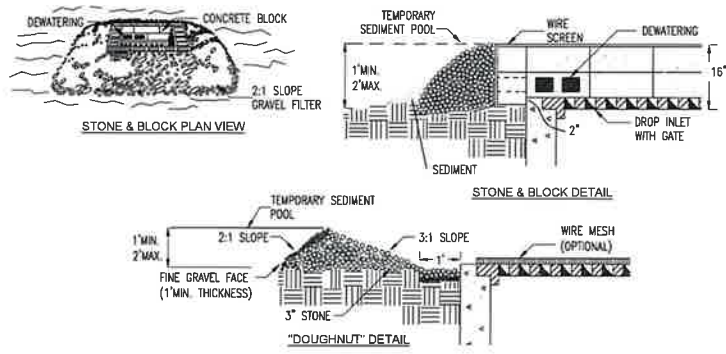 DEWATERING
CONCRETE BLOCK
2:1 SLOPE
GRAVEL FILTER
STONE & BLOCK PLAN VIEW
TEMPORARY
SEDIMENT POOL
WIRE
SCREEN
DEWATERING
1'MIN.
2'MAX.
16"
2"
DROP INLET
WITH GATE
SEDIMENT
STONE & BLOCK DETAIL
TEMPORARY SEDIMENT
POOL
1'MIN.
2'MAX.
2:1 SLOPE
3:1 SLOPE
1'
WIRE MESH
(OPTIONAL)
FINE GRAVEL FACE
(1'MIN. THICKNESS)
3" STONE
"DOUGHNUT" DETAIL